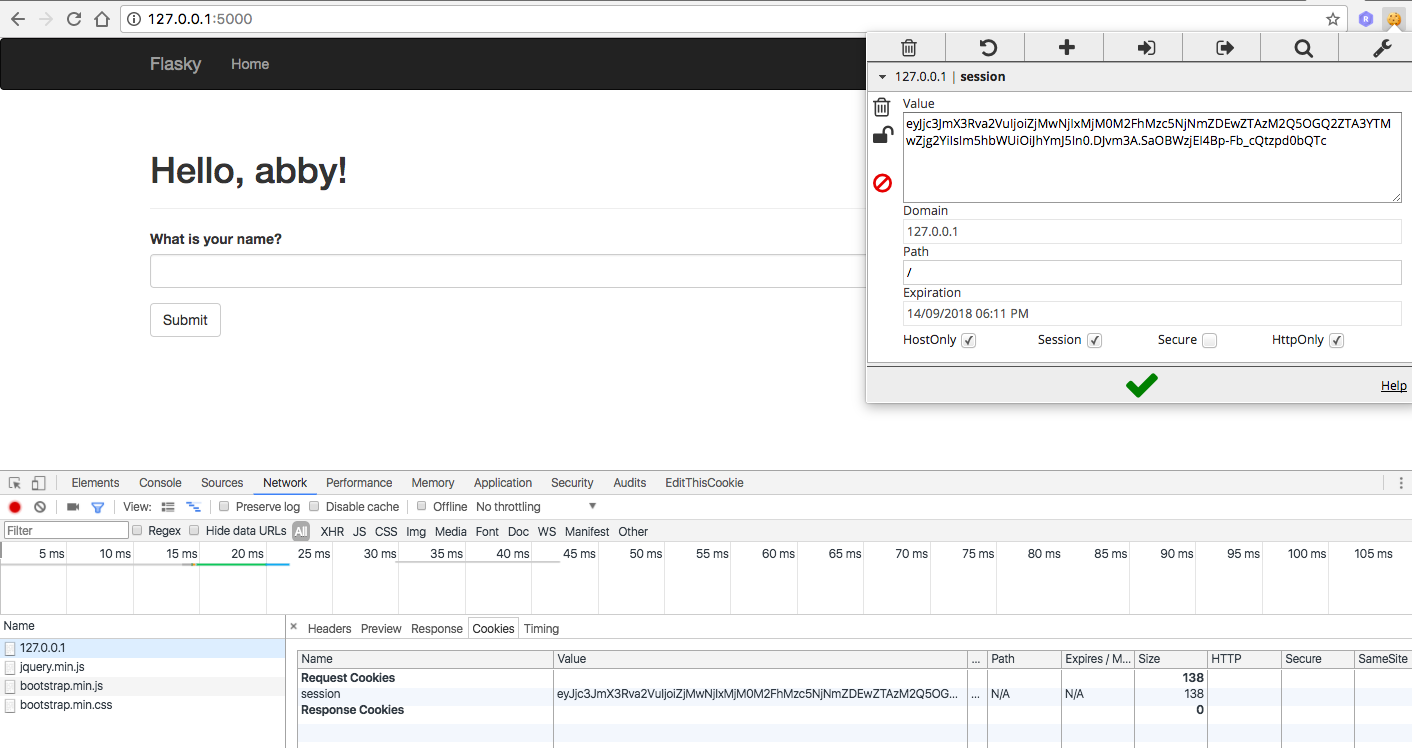 127.0.0.1:5000
Flasky Home
127.0.0.1 | session
Value
eyJjc3JmX3Rva2VuIjoiZjMwNjIxMjM0M2FhMzc5NjNmZDEwZTAzM2Q5OGQ2ZTA3YTM
wZjg2YiIsIm5hbWUiOiJhYmJ5In0.DJvm3A.SaOBWzjEl4Bp-Fb_cQtzpd0bQTc
Domain
127.0.0.1
Path
/
Expiration
14/09/2018 06:11 PM
HostOnly Session Secure HttpOnly
Help
Hello, abby!
What is your name?
Submit
Elements Console Sources Network Performance Memory Application Security Audits EditThisCookie
View: Preserve log Disable cache Offline No throttling
Filter Regex Hide data URLs All XHR JS CSS Img Media Font Doc WS Manifest Other
5 ms 10 ms 15 ms 20 ms 25 ms 30 ms 35 ms 40 ms 45 ms 50 ms 55 ms 60 ms 65 ms 70 ms 75 ms 80 ms 85 ms 90 ms 95 ms 100 ms 105 ms
Name
127.0.0.1
jquery.min.js
bootstrap.min.js
bootstrap.min.css
× Headers Preview Response Cookies Timing
Name Value ... Path Expires / M... Size HTTP Secure SameSite
Request Cookies 138
session eyJjc3JmX3Rva2VuIjoiZjMwNjIxMjM0M2FhMzc5NjNmZDEwZTAzM2Q5OG... ... N/A N/A 138
Response Cookies 0